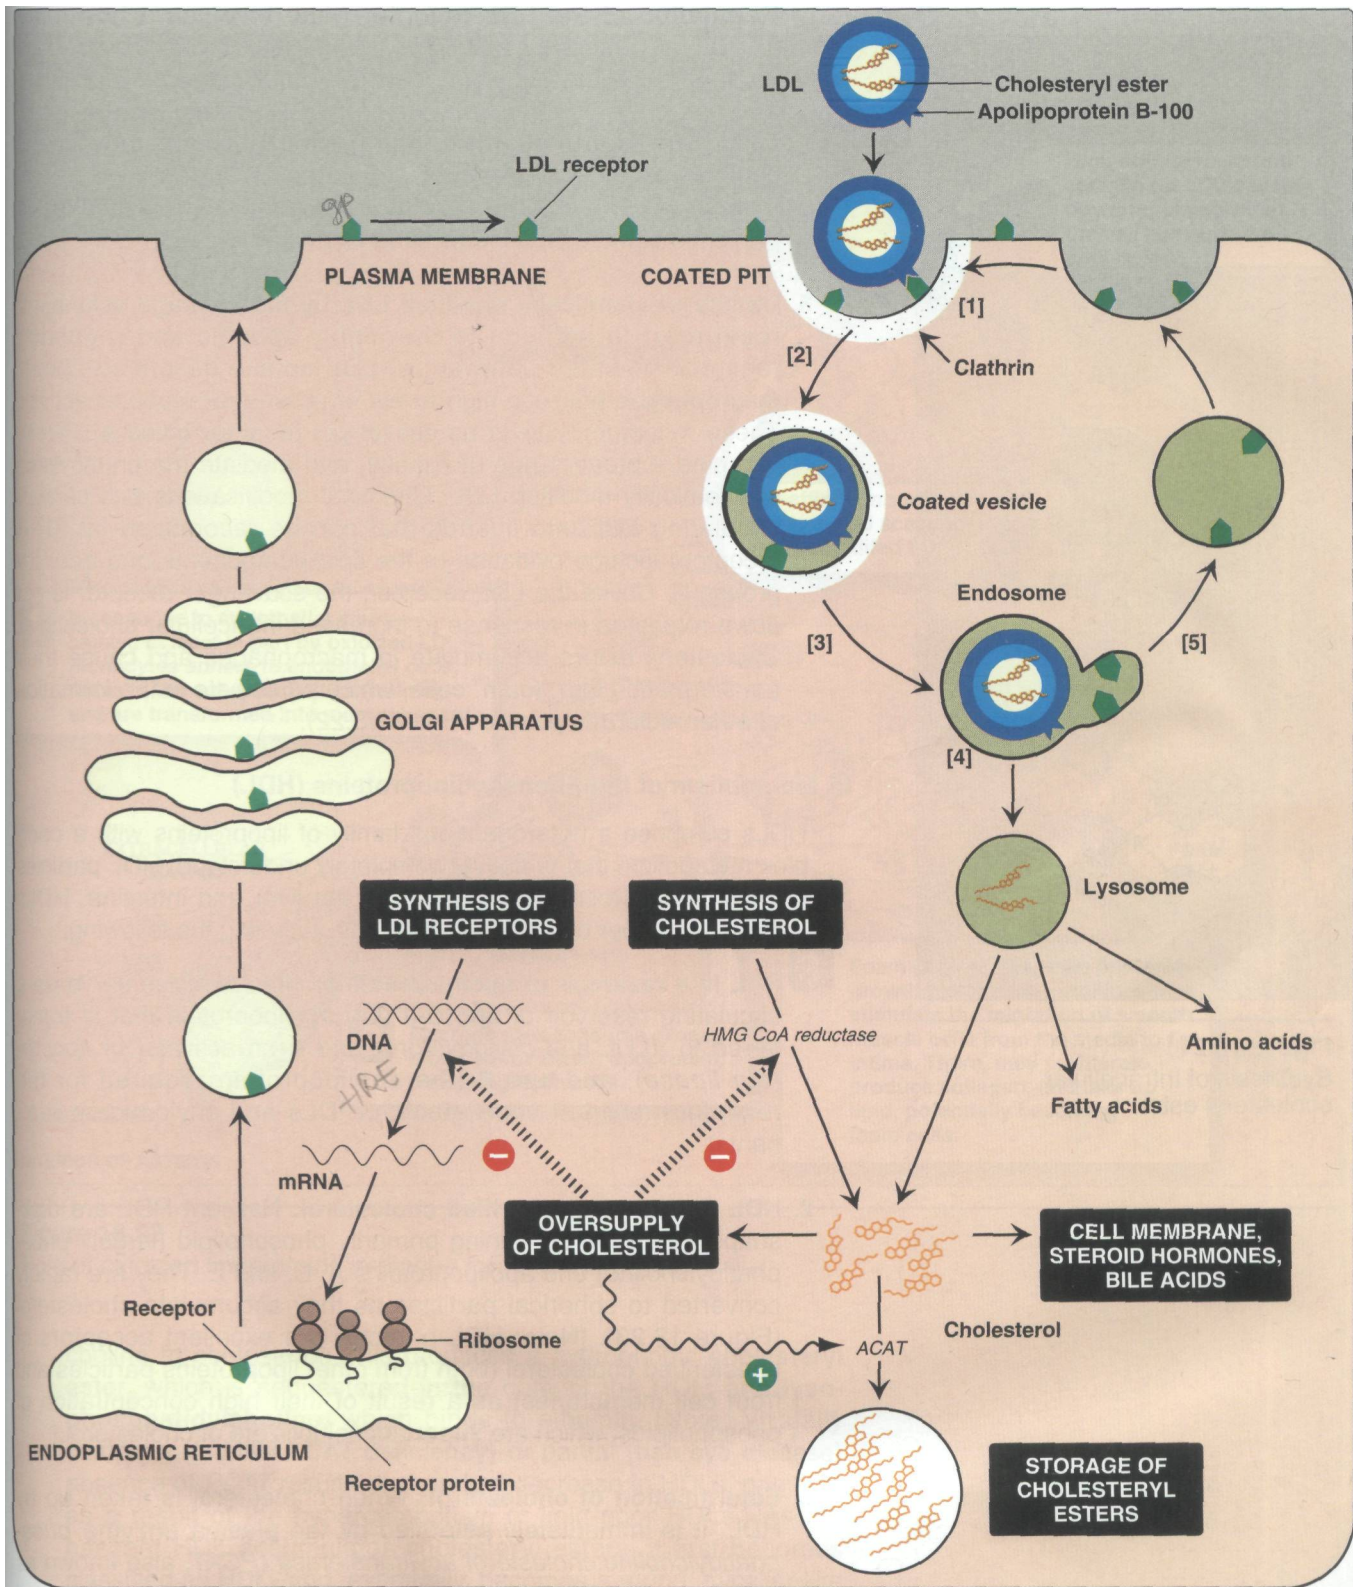 LDL
Cholesteryl ester
Apolipoprotein B-100
LDL receptor
gp
PLASMA MEMBRANE
COATED PIT
[1]
[2]
Clathrin
Coated vesicle
Endosome
[3]
[5]
GOLGI APPARATUS
[4]
Lysosome
SYNTHESIS OF
LDL RECEPTORS
SYNTHESIS OF
CHOLESTEROL
DNA
HMG CoA reductase
Amino acids
HRE
Fatty acids
−
−
mRNA
OVERSUPPLY
OF CHOLESTEROL
CELL MEMBRANE,
STEROID HORMONES,
BILE ACIDS
Receptor
Ribosome
Cholesterol
ACAT
+
ENDOPLASMIC RETICULUM
Receptor protein
STORAGE OF
CHOLESTERYL
ESTERS